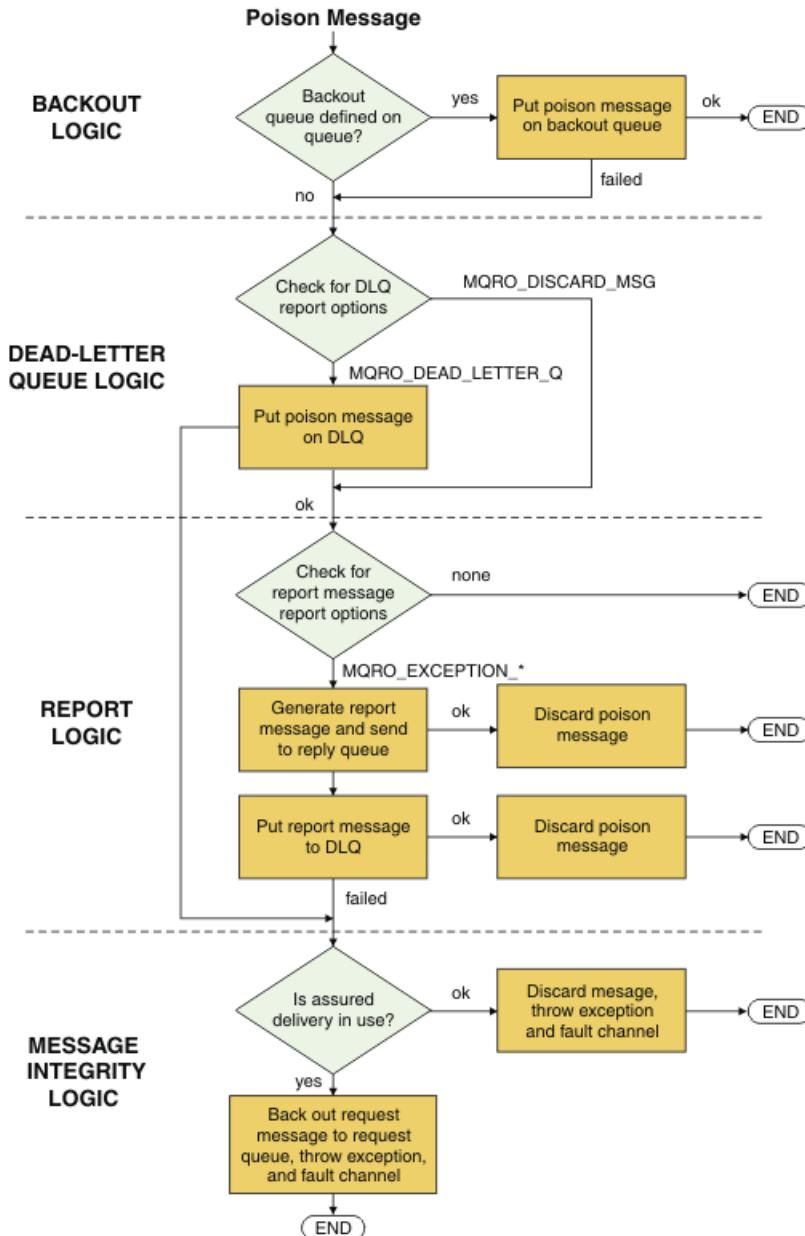 Poison Message
BACKOUT
LOGIC
Backout
queue defined on
queue?
yes
Put poison message
on backout queue
ok
END
failed
no
Check for DLQ
report options
MQRO_DISCARD_MSG
DEAD-LETTER
QUEUE LOGIC
MQRO_DEAD_LETTER_Q
Put poison message
on DLQ
ok
Check for
report message
report options
none
END
MQRO_EXCEPTION_*
REPORT
LOGIC
Generate report
message and send
to reply queue
ok
Discard poison
message
END
Put report message
to DLQ
ok
Discard poison
message
END
failed
Is assured
delivery in use?
ok
Discard mesage,
throw exception
and fault channel
END
MESSAGE
INTEGRITY
LOGIC
yes
Back out request
message to request
queue, throw exception,
and fault channel
END